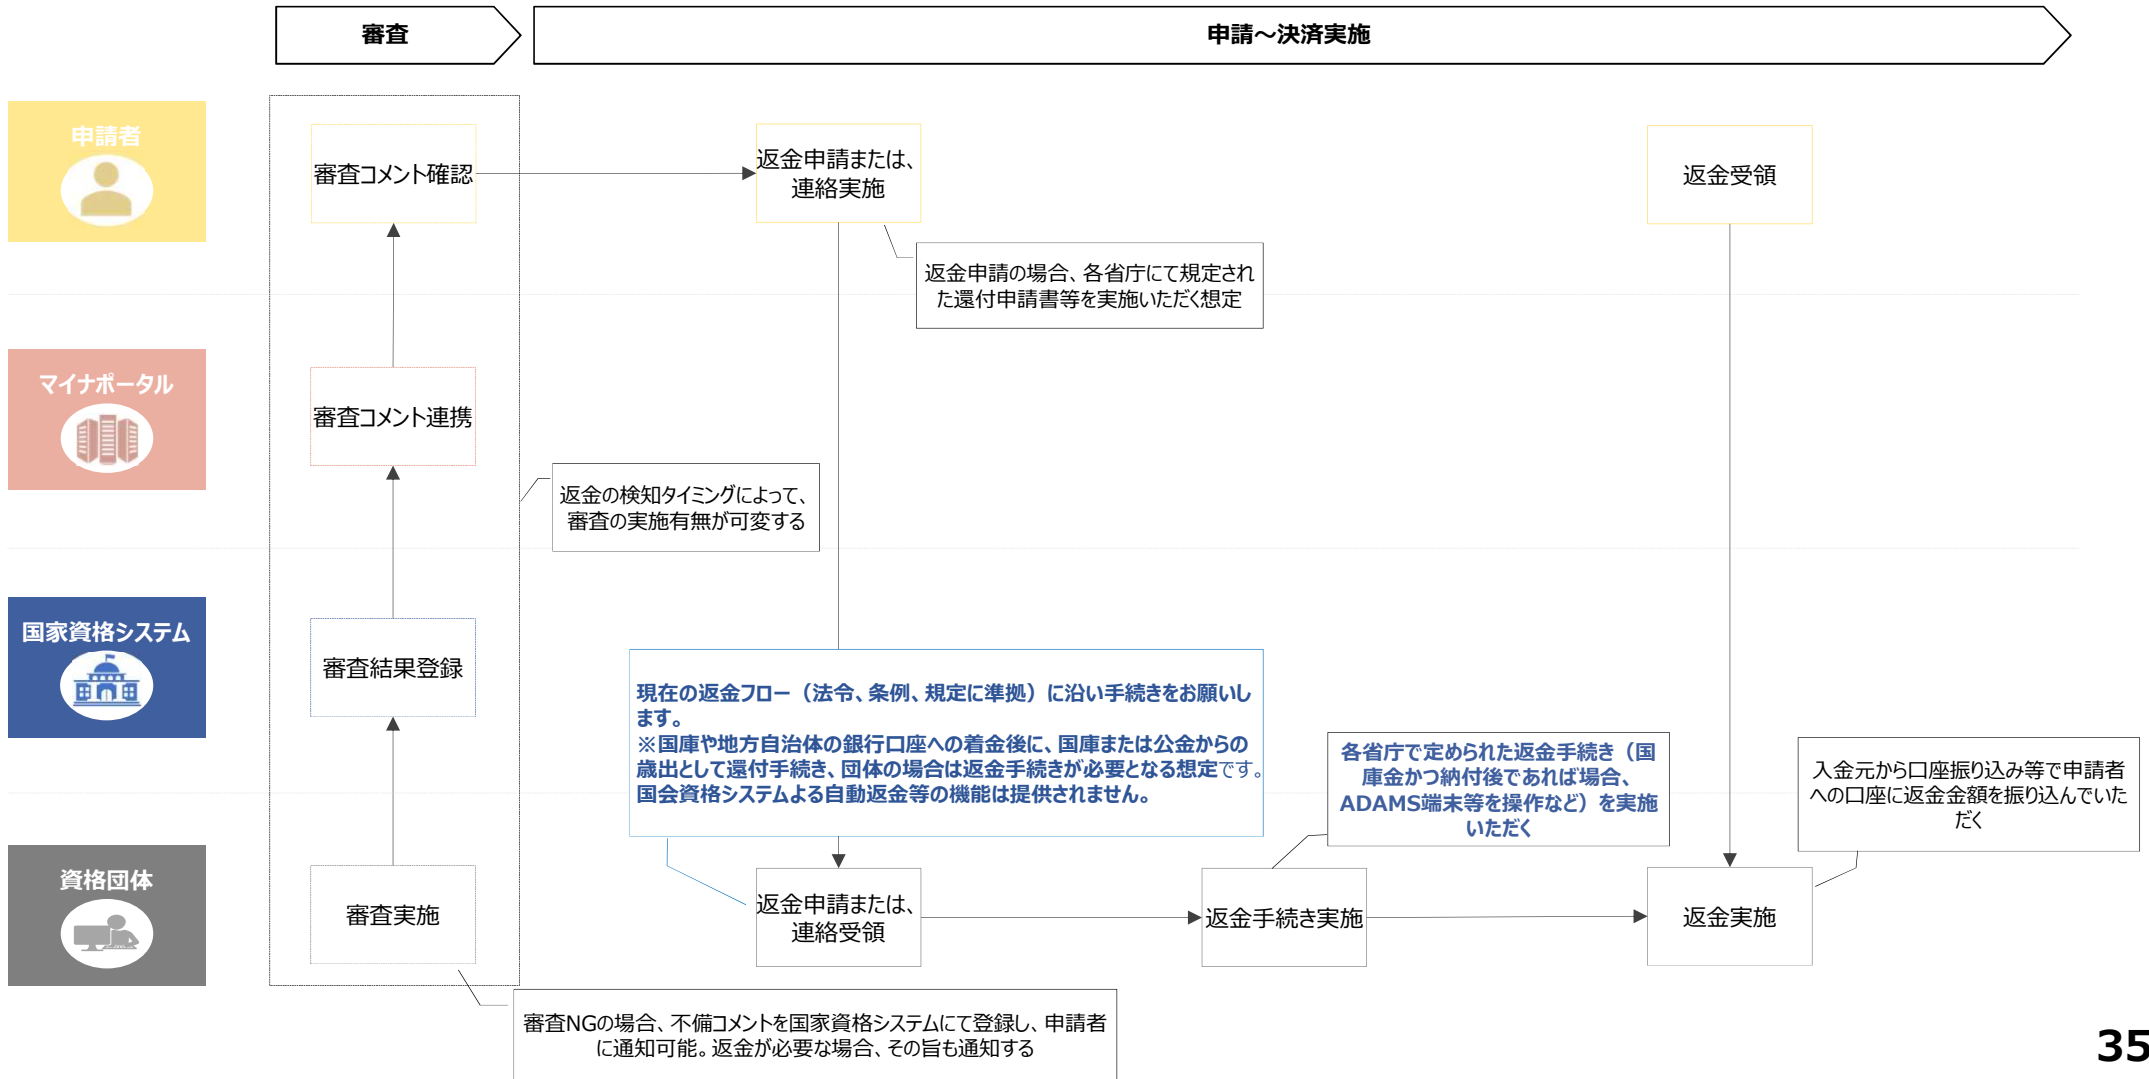 審査
申請～決済実施
申請者
審査コメント確認
返金申請または、
連絡実施
返金受領
返金申請の場合、各省庁にて規定され
た還付申請書等を実施いただく想定
マイナポータル
審査コメント連携
返金の検知タイミングによって、
審査の実施有無が可変する
国家資格システム
審査結果登録
現在の返金フロー（法令、条例、規定に準拠）に沿い手続きをお願いし
ます。
※国庫や地方自治体の銀行口座への着金後に、国庫または公金からの
歳出として還付手続き、団体の場合は返金手続きが必要となる想定です。
国会資格システムよる自動返金等の機能は提供されません。
各省庁で定められた返金手続き（国
庫金かつ納付後であれば場合、
ADAMS端末等を操作など）を実施
いただく
入金元から口座振り込み等で申請者
への口座に返金金額を振り込んでいた
だく
資格団体
審査実施
返金申請または、
連絡受領
返金手続き実施
返金実施
審査NGの場合、不備コメントを国家資格システムにて登録し、申請者
に通知可能。返金が必要な場合、その旨も通知する
35